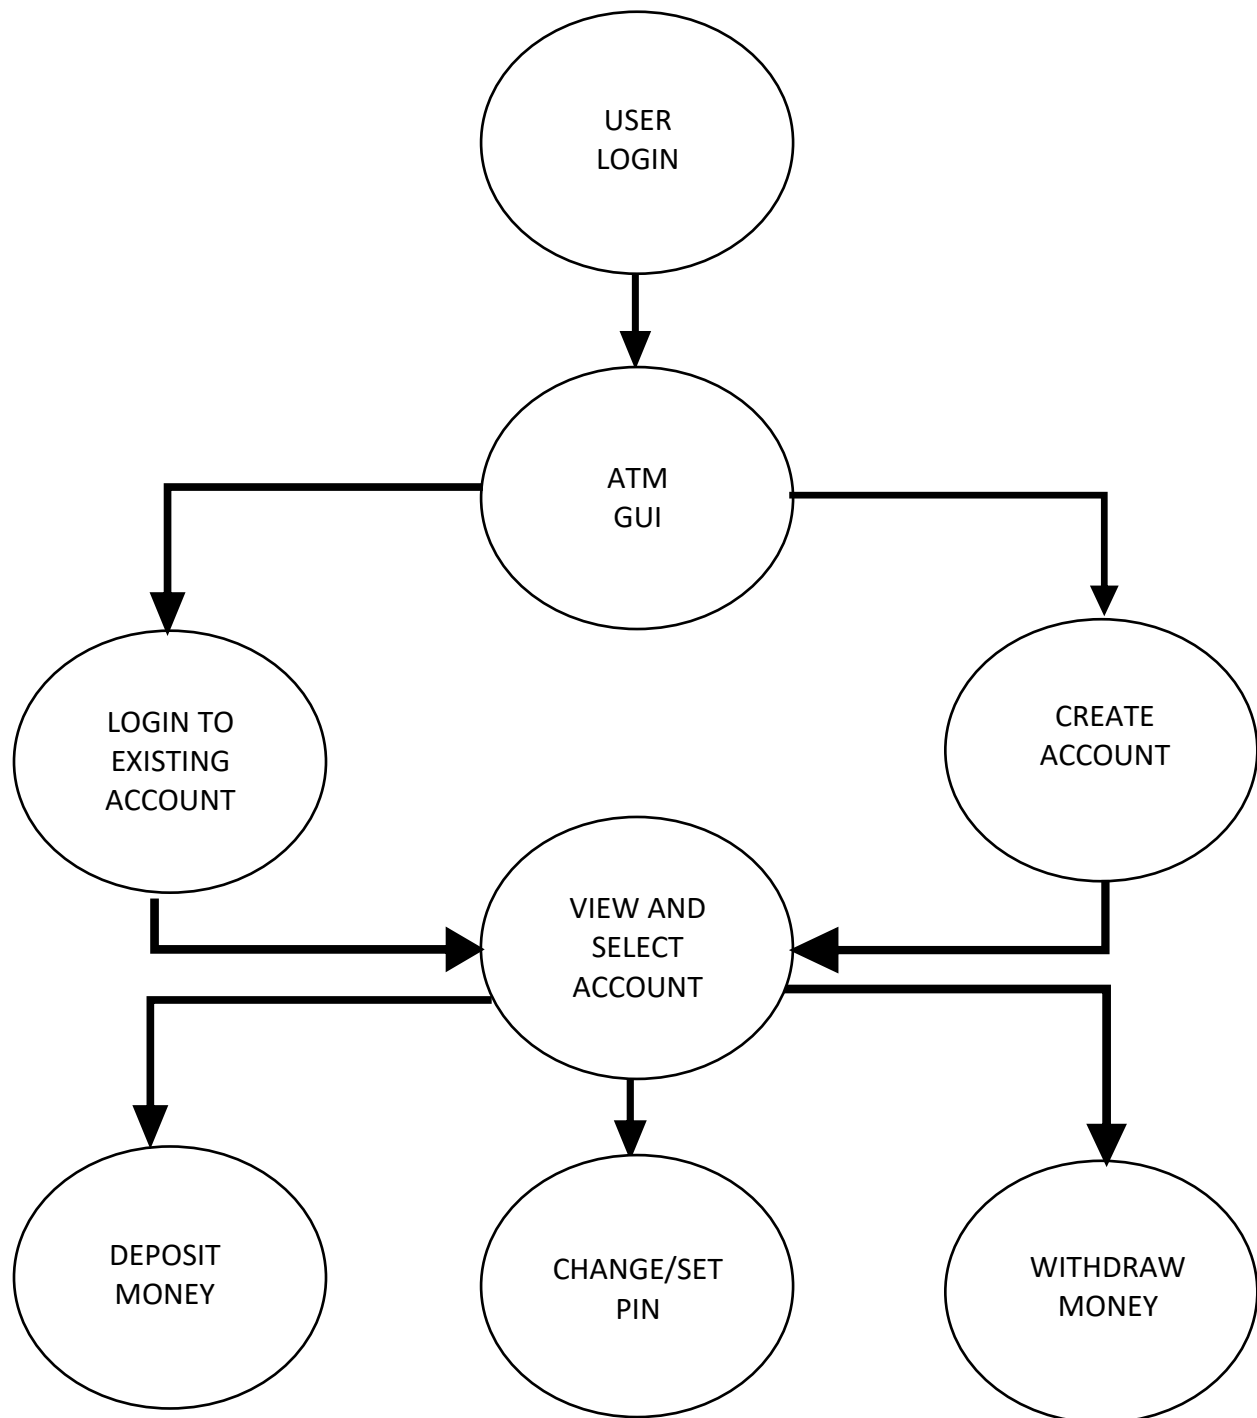 USER
LOGIN
ATM
GUI
LOGIN TO
EXISTING
ACCOUNT
CREATE
ACCOUNT
VIEW AND
SELECT
ACCOUNT
DEPOSIT
MONEY
CHANGE/SET
PIN
WITHDRAW
MONEY